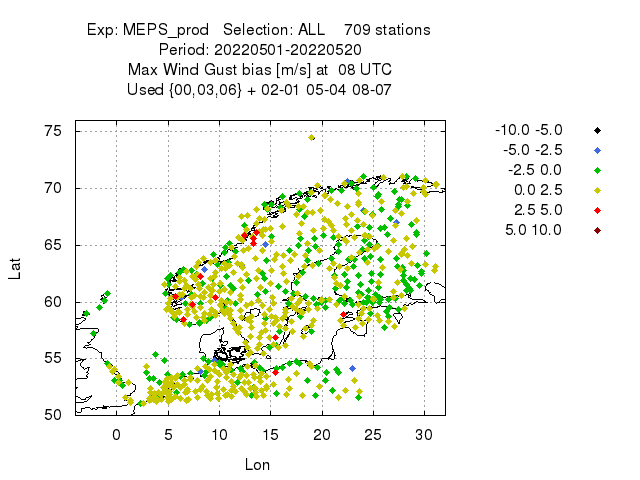 Exp: MEPS_prod Selection: ALL 709 stations
Period: 20220501-20220520
Max Wind Gust bias [m/s] at 08 UTC
Used {00,03,06} + 02-01 05-04 08-07
-10.0 -5.0
-5.0 -2.5
-2.5 0.0
0.0 2.5
2.5 5.0
5.0 10.0
75
70
65
60
55
50
Lat
0 5 10 15 20 25 30
Lon